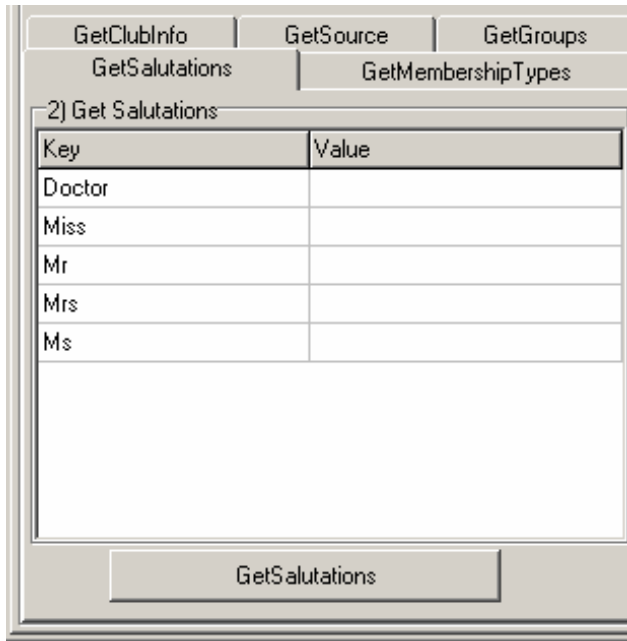 GetClubInfo GetSource GetGroups
GetSalutations GetMembershipTypes
2) Get Salutations
Key Value
Doctor
Miss
Mr
Mrs
Ms
GetSalutations